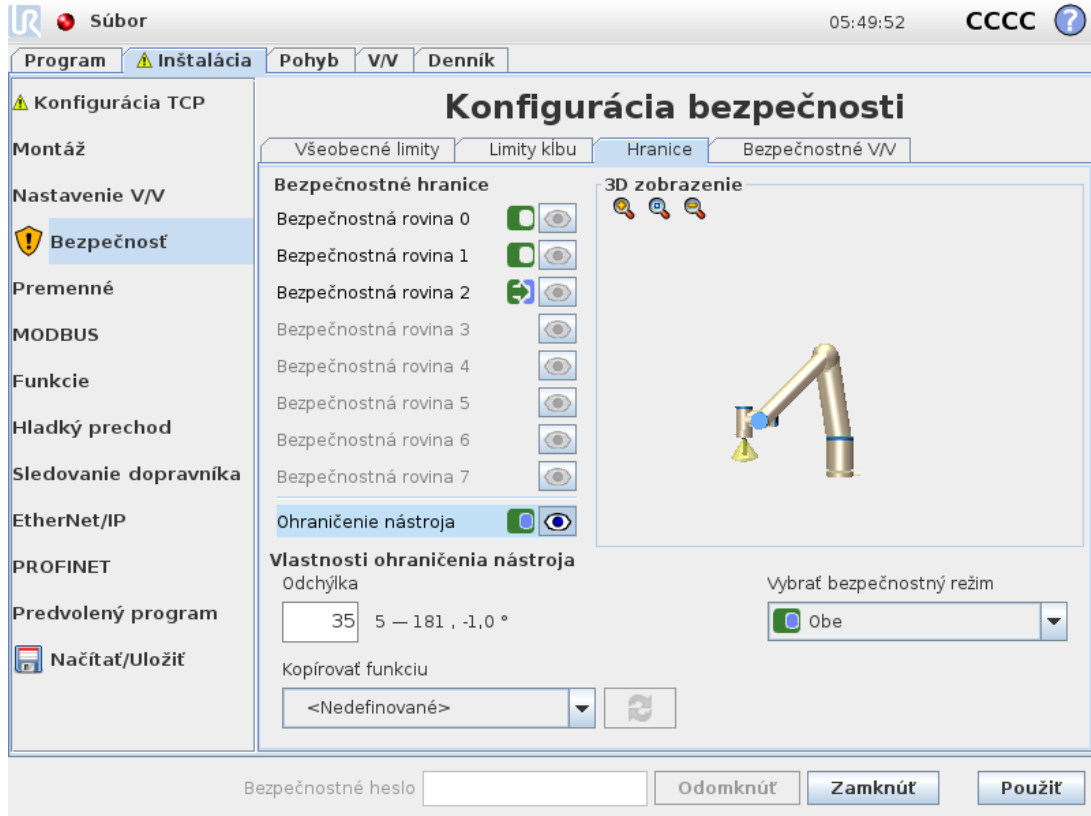 UR Súbor 05:49:52 CCCC ?
Program Inštalácia Pohyb V/V Denník
Konfigurácia TCP
Montáž
Nastavenie V/V
Bezpečnosť
Premenné
MODBUS
Funkcie
Hladký prechod
Sledovanie dopravníka
EtherNet/IP
PROFINET
Predvolený program
Načítať/Uložiť
Konfigurácia bezpečnosti
Všeobecné limity Limity kĺbu Hranice Bezpečnostné V/V
Bezpečnostné hranice
Bezpečnostná rovina 0
Bezpečnostná rovina 1
Bezpečnostná rovina 2
Bezpečnostná rovina 3
Bezpečnostná rovina 4
Bezpečnostná rovina 5
Bezpečnostná rovina 6
Bezpečnostná rovina 7
Ohraničenie nástroja
3D zobrazenie
Vlastnosti ohraničenia nástroja
Odchýlka
35 5 — 181 , -1,0 °
Kopírovať funkciu
<Nedefinované>
Vybrať bezpečnostný režim
Obe
Bezpečnostné heslo Odomknúť Zamknúť Použiť